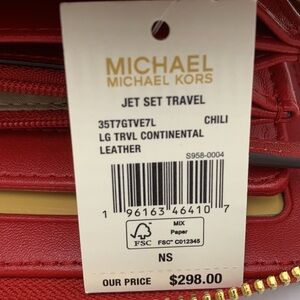 MICHAEL
MICHAEL KORS
JET SET TRAVEL
35T7GTVE7L CHILI
LG TRVL CONTINENTAL
LEATHER
S958-0004
1 96163 46410 7
FSC
MIX
Paper
FSC® C012345
NS
OUR PRICE $298.00